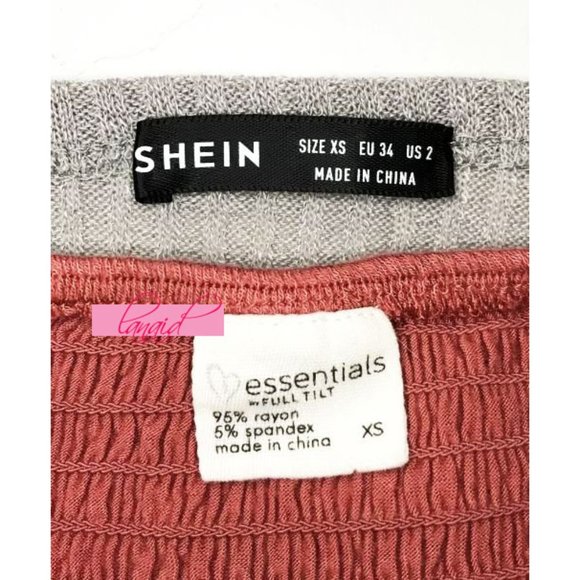 SHEIN
SIZE XS EU 34 US 2
MADE IN CHINA
essentials
BY FULL TILT
95% rayon
5% spandex
made in china
XS